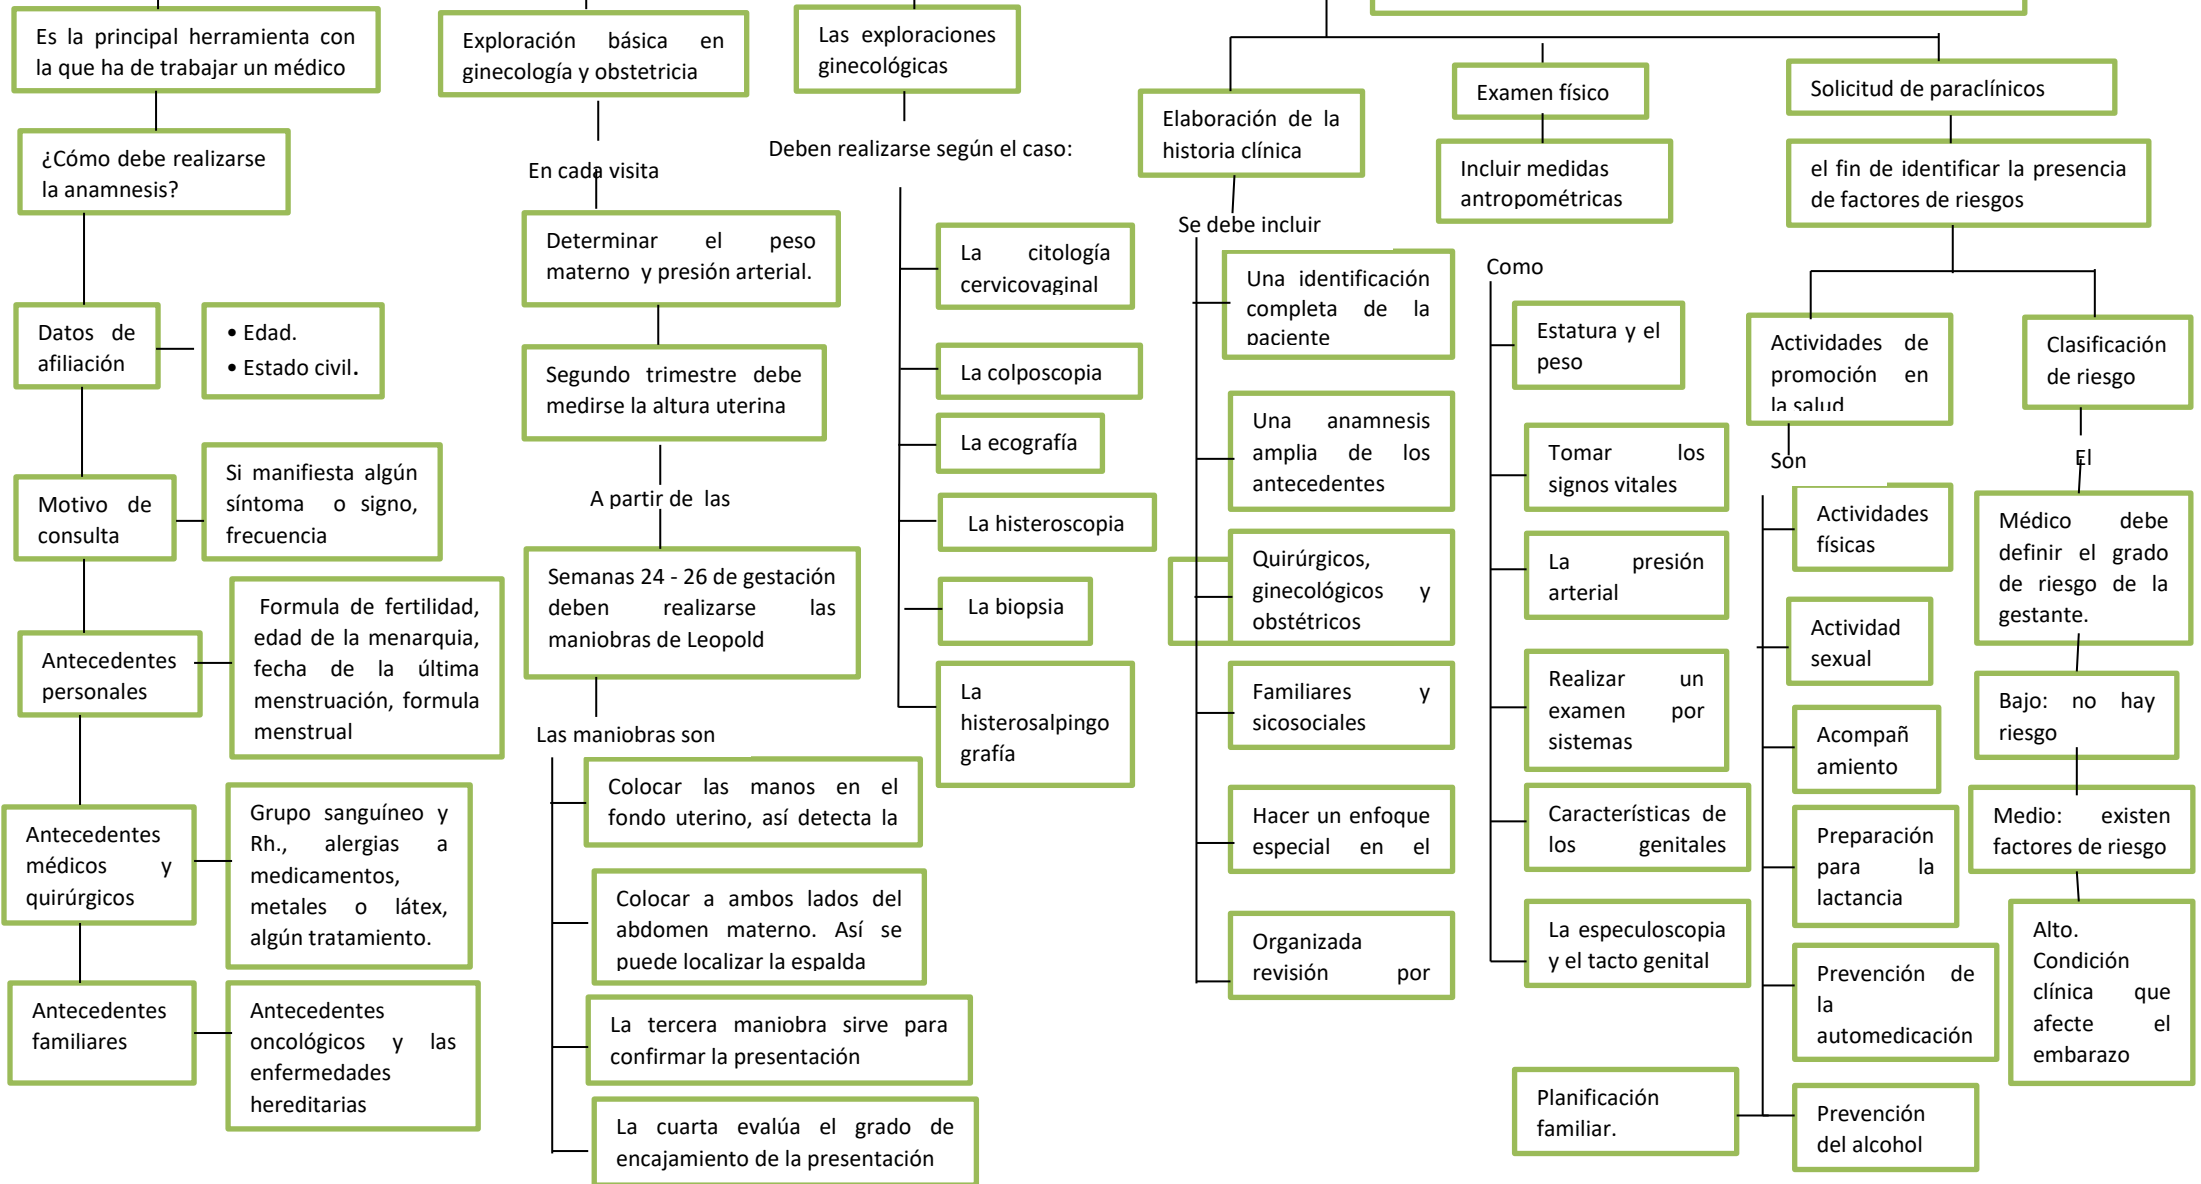 Es la principal herramienta con
la que ha de trabajar un médico
¿Cómo debe realizarse
la anamnesis?
Datos de
afiliación
• Edad.
• Estado civil.
Motivo de
consulta
Si manifiesta algún
síntoma o signo,
frecuencia
Antecedentes
personales
Formula de fertilidad,
edad de la menarquia,
fecha de la última
menstruación, formula
menstrual
Antecedentes
médicos y
quirúrgicos
Grupo sanguíneo y
Rh., alergias a
medicamentos,
metales o látex,
algún tratamiento.
Antecedentes
familiares
Antecedentes
oncológicos y las
enfermedades
hereditarias
Exploración básica en
ginecología y obstetricia
En cada visita
Determinar el peso
materno y presión arterial.
Segundo trimestre debe
medirse la altura uterina
A partir de las
Semanas 24 - 26 de gestación
deben realizarse las
maniobras de Leopold
Las maniobras son
Colocar las manos en el
fondo uterino, así detecta la
Colocar a ambos lados del
abdomen materno. Así se
puede localizar la espalda
La tercera maniobra sirve para
confirmar la presentación
La cuarta evalúa el grado de
encajamiento de la presentación
Las exploraciones
ginecológicas
Deben realizarse según el caso:
La citología
cervicovaginal
La colposcopia
La ecografía
La histeroscopia
La biopsia
La
histerosalpingo
grafía
Elaboración de la
historia clínica
Se debe incluir
Una identificación
completa de la
paciente
Una anamnesis
amplia de los
antecedentes
Quirúrgicos,
ginecológicos y
obstétricos
Familiares y
sicosociales
Hacer un enfoque
especial en el
Organizada
revisión por
Examen físico
Incluir medidas
antropométricas
Como
Estatura y el
peso
Tomar los
signos vitales
La presión
arterial
Realizar un
examen por
sistemas
Características de
los genitales
La especuloscopia
y el tacto genital
Solicitud de paraclínicos
el fin de identificar la presencia
de factores de riesgos
Actividades de
promoción en
la salud
Son
Actividades
físicas
Actividad
sexual
Acompañ
amiento
Preparación
para la
lactancia
Prevención de
la
automedicación
Prevención
del alcohol
Planificación
familiar.
Clasificación
de riesgo
El
Médico debe
definir el grado
de riesgo de la
gestante.
Bajo: no hay
riesgo
Medio: existen
factores de riesgo
Alto.
Condición
clínica que
afecte el
embarazo